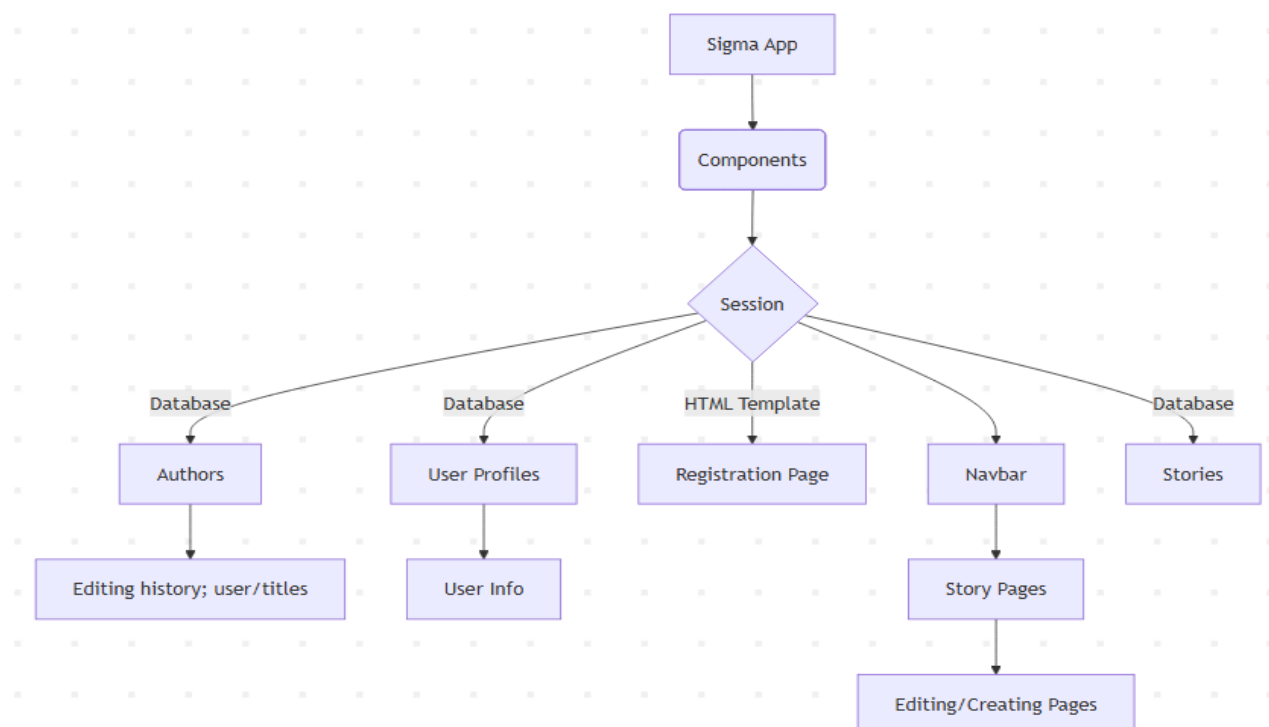 Sigma App
Components
Session
Database
Database
HTML Template
Database
Authors
User Profiles
Registration Page
Navbar
Stories
Editing history; user/titles
User Info
Story Pages
Editing/Creating Pages